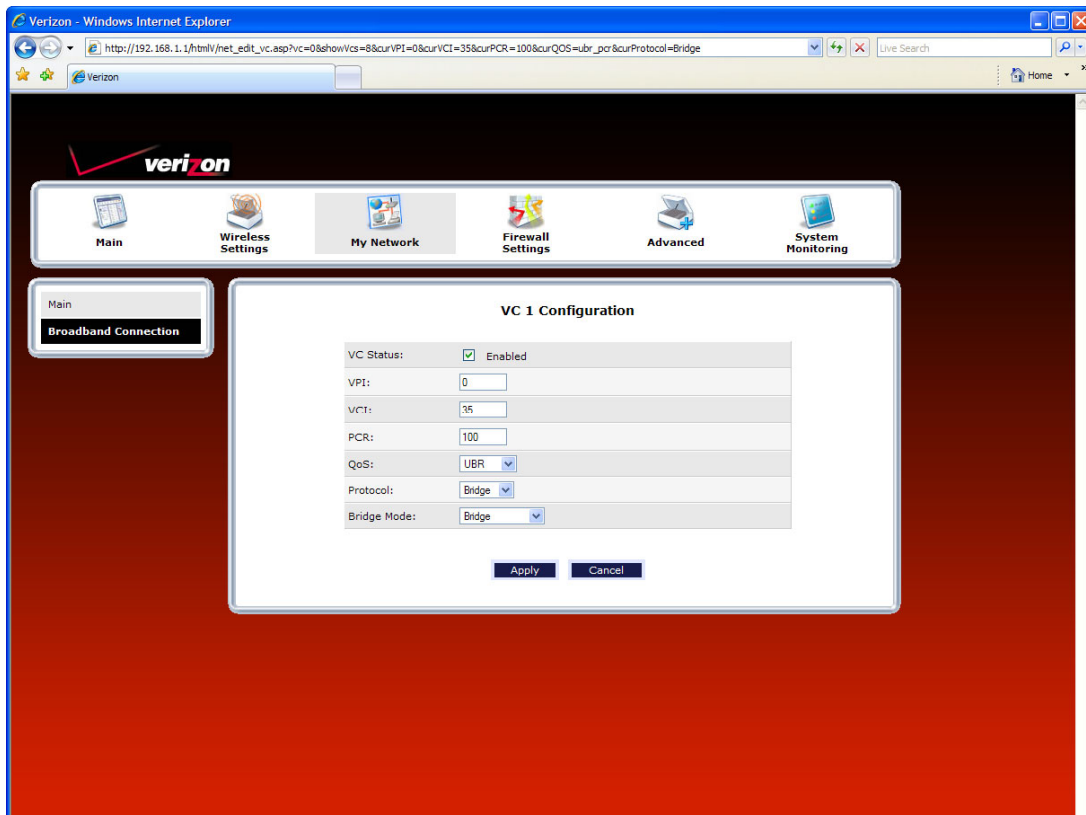 Verizon - Windows Internet Explorer
http://192.168.1.1/htmlV/net_edit_vc.asp?vc=0&showVcs=8&curVPI=0&curVCI=35&curPCR=100&curQOS=ubr_pcr&curProtocol=Bridge
Live Search
Verizon
Home
verizon
Main
Wireless Settings
My Network
Firewall Settings
Advanced
System Monitoring
Main
Broadband Connection
VC 1 Configuration
VC Status: Enabled
VPI: 0
VCI: 35
PCR: 100
QoS: UBR
Protocol: Bridge
Bridge Mode: Bridge
Apply Cancel